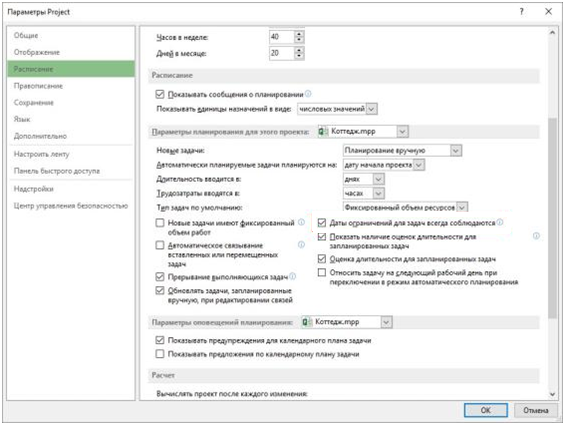 Параметры Project
? ×
Общие
Отображение
Расписание
Правописание
Сохранение
Язык
Дополнительно
Настроить ленту
Панель быстрого доступа
Надстройки
Центр управления безопасностью
Часов в неделе: 40
Дней в месяце: 20
Расписание
Показывать сообщения о планировании
Показывать единицы назначений в виде: числовых значений
Параметры планирования для этого проекта: Коттедж.mpp
Новые задачи: Планирование вручную
Автоматически планируемые задачи планируются на: дату начала проекта
Длительность вводится в: днях
Трудозатраты вводятся в: часах
Тип задач по умолчанию: Фиксированный объем ресурсов
Новые задачи имеют фиксированный
объем работ
Автоматическое связывание
вставленных или перемещенных
задач
Прерывание выполняющихся задач
Обновлять задачи, запланированные
вручную, при редактировании связей
Даты ограничений для задач всегда соблюдаются
Показать наличие оценок длительности для
запланированных задач
Оценка длительности для запланированных задач
Относить задачу на следующий рабочий день при
переключении в режим автоматического планирования
Параметры оповещений планирования: Коттедж.mpp
Показывать предупреждения для календарного плана задачи
Показывать предложения по календарному плану задачи
Расчет
Вычислять проект после каждого изменения:
ОК Отмена